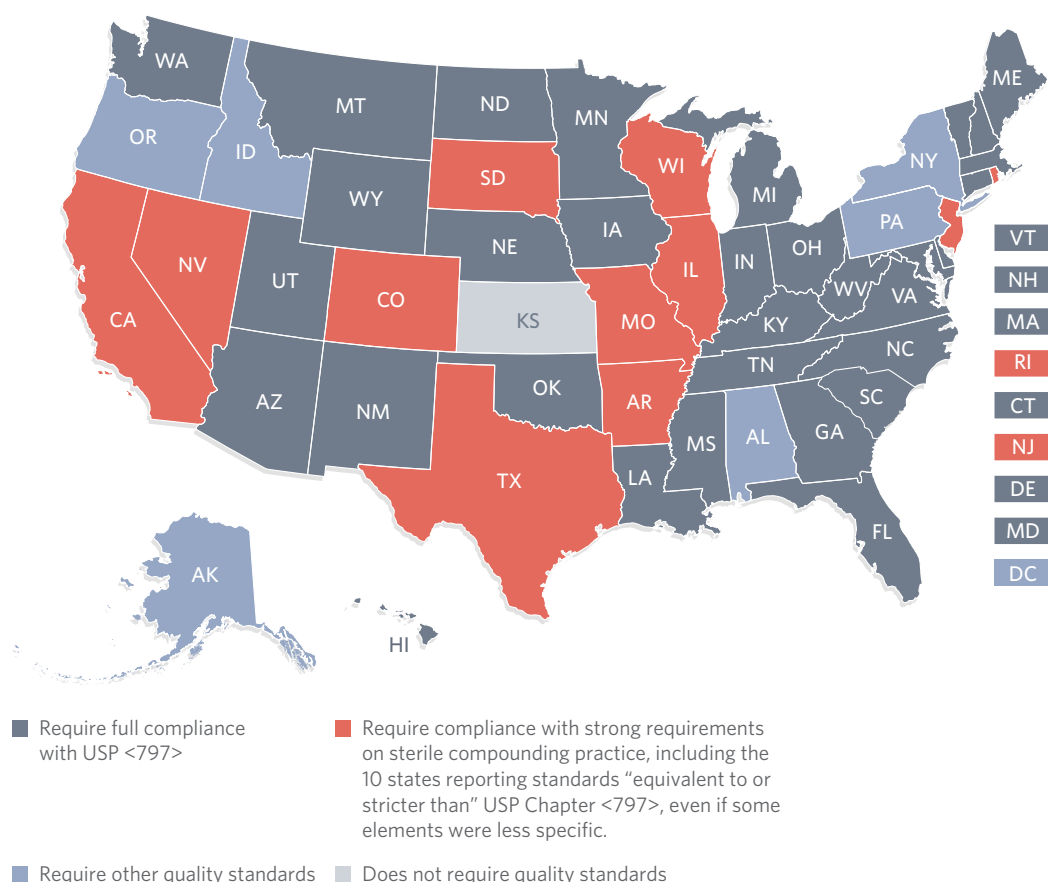 WA
ME
MT
ND
MN
OR
ID
NY
WI
SD
MI
WY
PA
IA
NE
OH
VT
IN
NV
UT
IL
NH
CO
WV
VA
CA
KS
MO
MA
KY
NC
RI
TN
OK
AZ
NM
AR
SC
CT
GA
MS
AL
NJ
TX
LA
DE
FL
MD
AK
DC
HI
Require full compliance
with USP <797>
Require compliance with strong requirements
on sterile compounding practice, including the
10 states reporting standards “equivalent to or
stricter than” USP Chapter <797>, even if some
elements were less specific.
Require other quality standards
Does not require quality standards